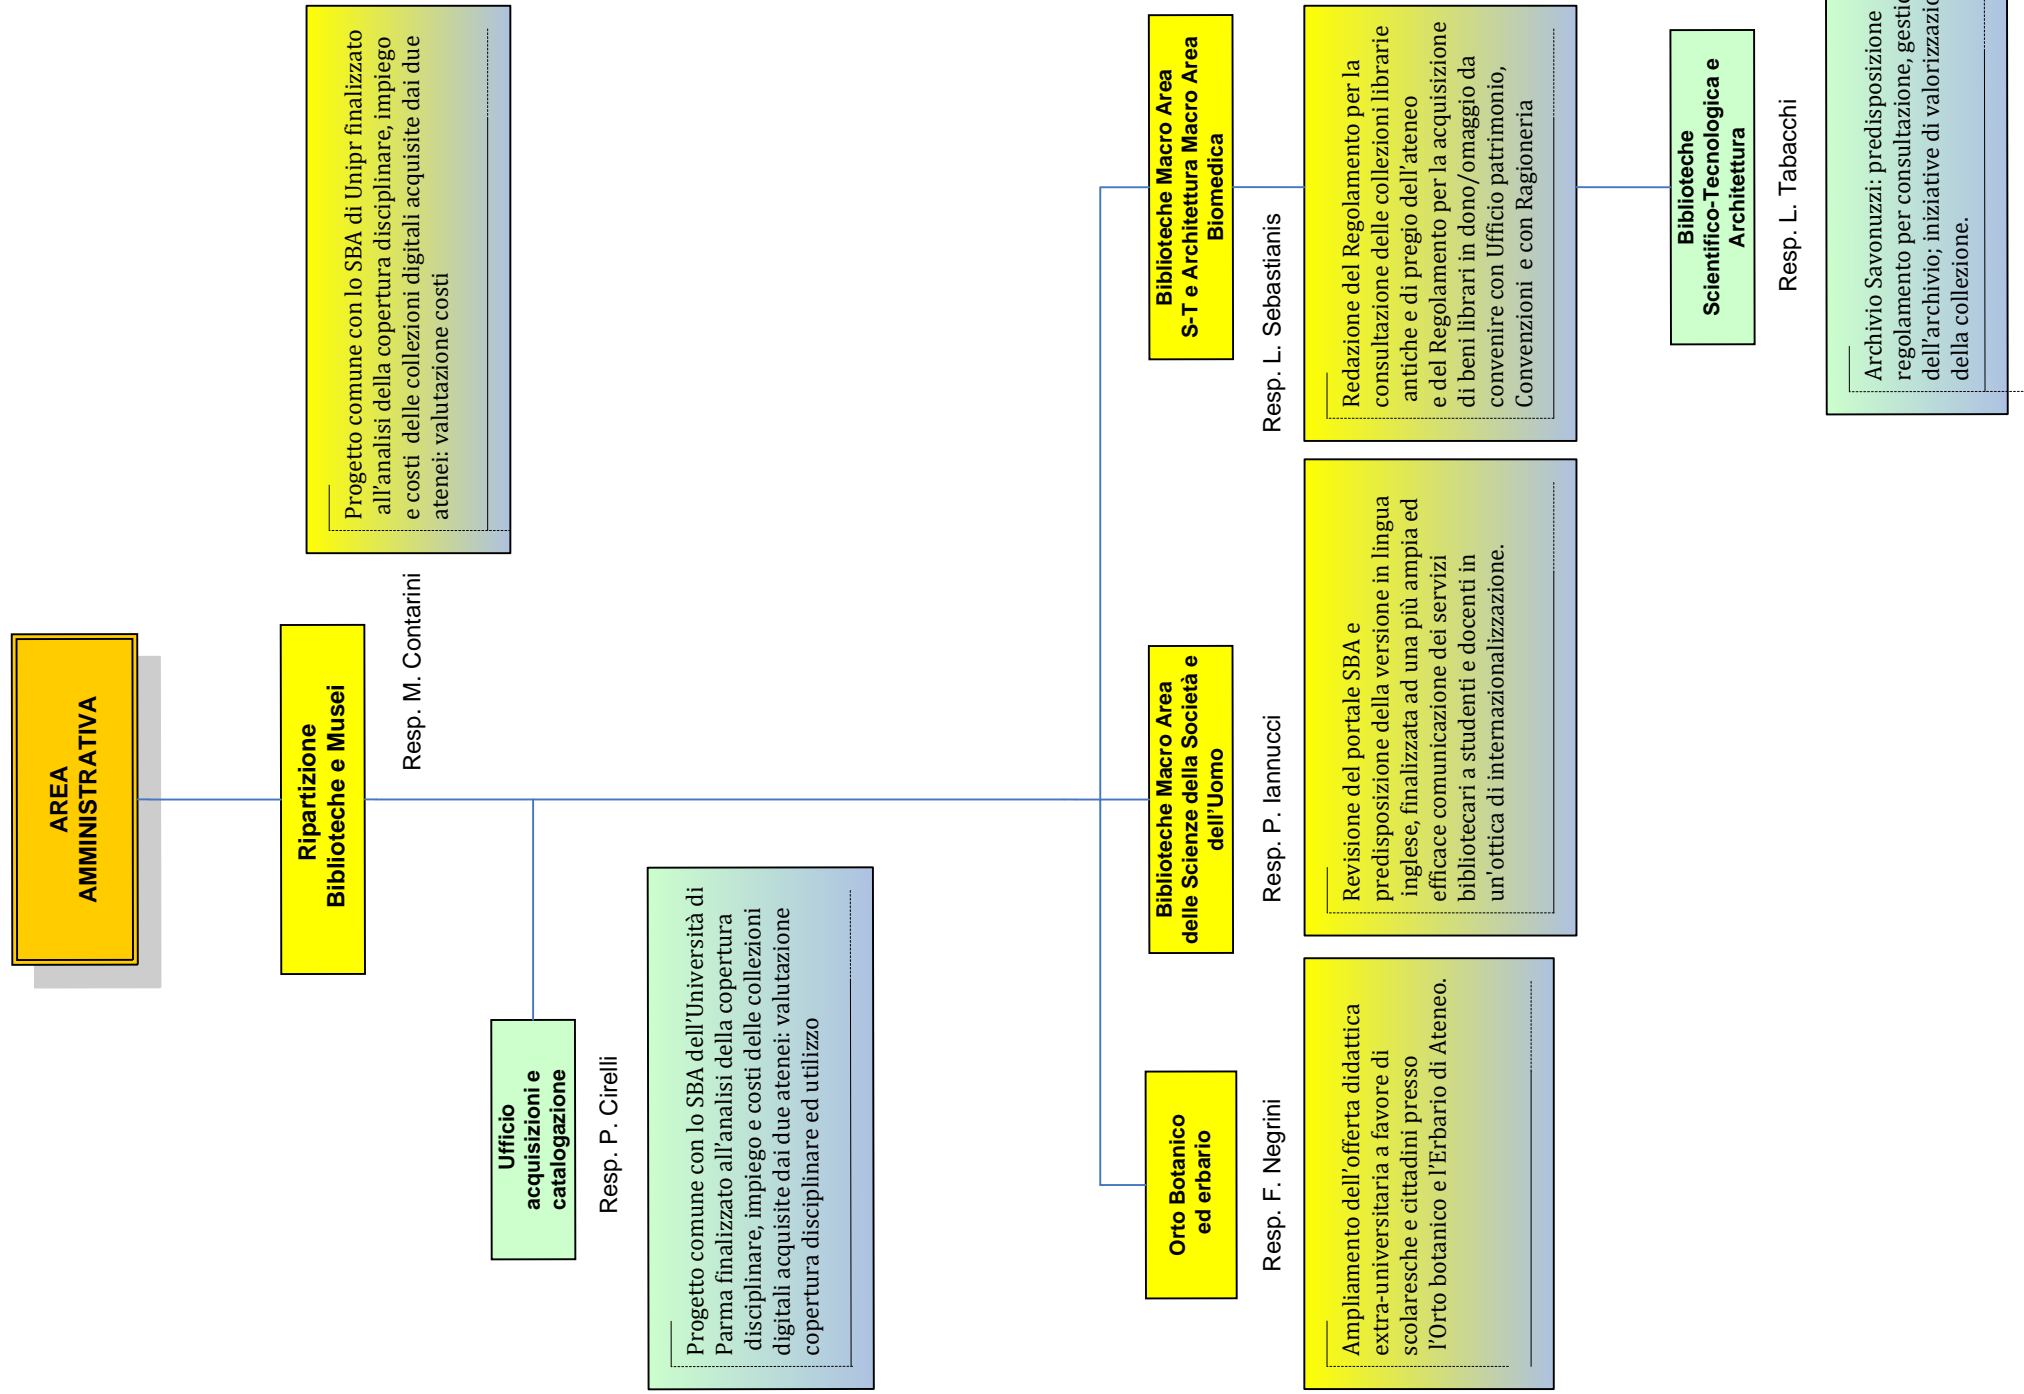 AREA
AMMINISTRATIVA
Ripartizione
Biblioteche e Musei
Resp. M. Contarini
Progetto comune con lo SBA di Unipr finalizzato
all'analisi della copertura disciplinare, impiego
e costi delle collezioni digitali acquisite dai due
atenei: valutazione costi
Ufficio
acquisizioni e
catalogazione
Resp. P. Cirelli
Progetto comune con lo SBA dell'Università di
Parma finalizzato all'analisi della copertura
disciplinare, impiego e costi delle collezioni
digitali acquisite dai due atenei: valutazione
copertura disciplinare ed utilizzo
Orto Botanico
ed erbario
Resp. F. Negrini
Ampliamento dell'offerta didattica
extra-universitaria a favore di
scolaresche e cittadini presso
l'Orto botanico e l'Erbario di Ateneo.
Biblioteche Macro Area
delle Scienze della Società e
dell'Uomo
Resp. P. Iannucci
Revisione del portale SBA e
predisposizione della versione in lingua
inglese, finalizzata ad una più ampia ed
efficace comunicazione dei servizi
bibliotecari a studenti e docenti in
un'ottica di internazionalizzazione.
Biblioteche Macro Area
S-T e Architettura Macro Area
Biomedica
Resp. L. Sebastianis
Redazione del Regolamento per la
consultazione delle collezioni librarie
antiche e di pregio dell'ateneo
e del Regolamento per la acquisizione
di beni librari in dono/omaggio da
convenire con Ufficio patrimonio,
Convenzioni e con Ragioneria
Biblioteche
Scientifico-Tecnologica e
Architettura
Resp. L. Tabacchi
Archivio Savonuzzi: predisposizione
regolamento per consultazione, gesti
dell'archivio; iniziative di valorizzazio
della collezione.